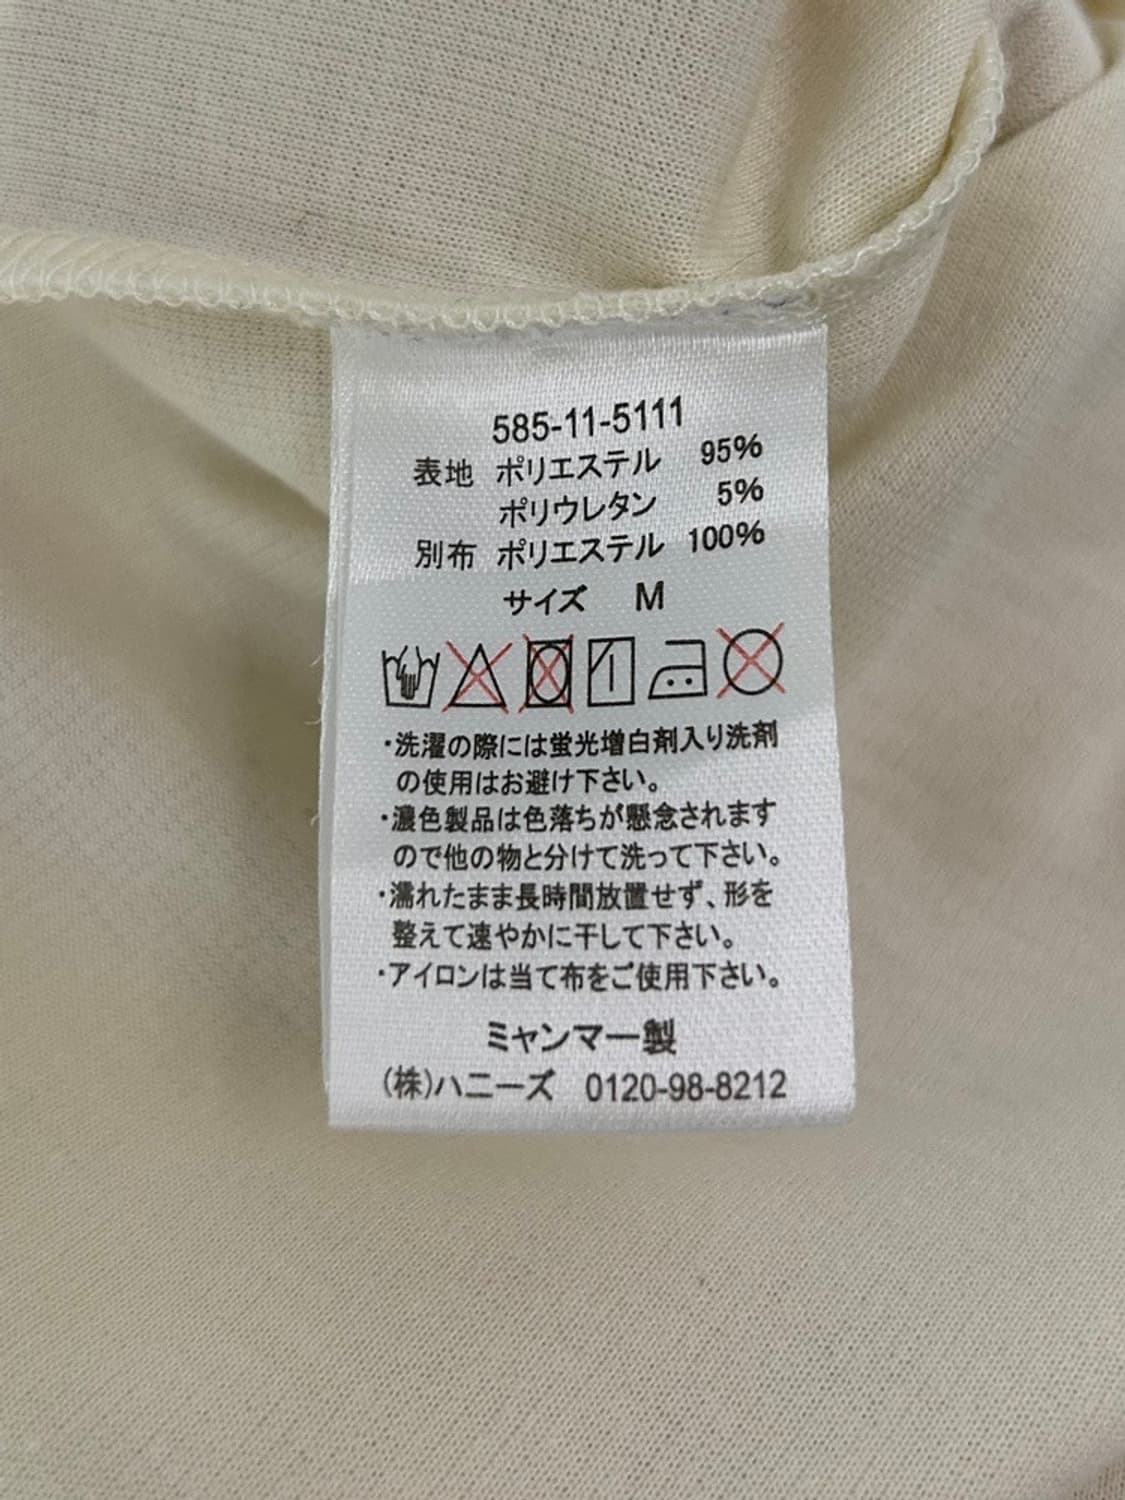 585-11-5111
表地 ポリエステル 95%
ポリウレタン 5%
別布 ポリエステル 100%
サイズ M
・洗濯の際には蛍光増白剤入り洗剤
の使用はお避け下さい。
・濃色製品は色落ちが懸念されます
ので他の物と分けて洗って下さい。
・濡れたまま長時間放置せず、形を
整えて速やかに干して下さい。
・アイロンは当て布をご使用下さい。
ミャンマー製
(株)ハニーズ 0120-98-8212